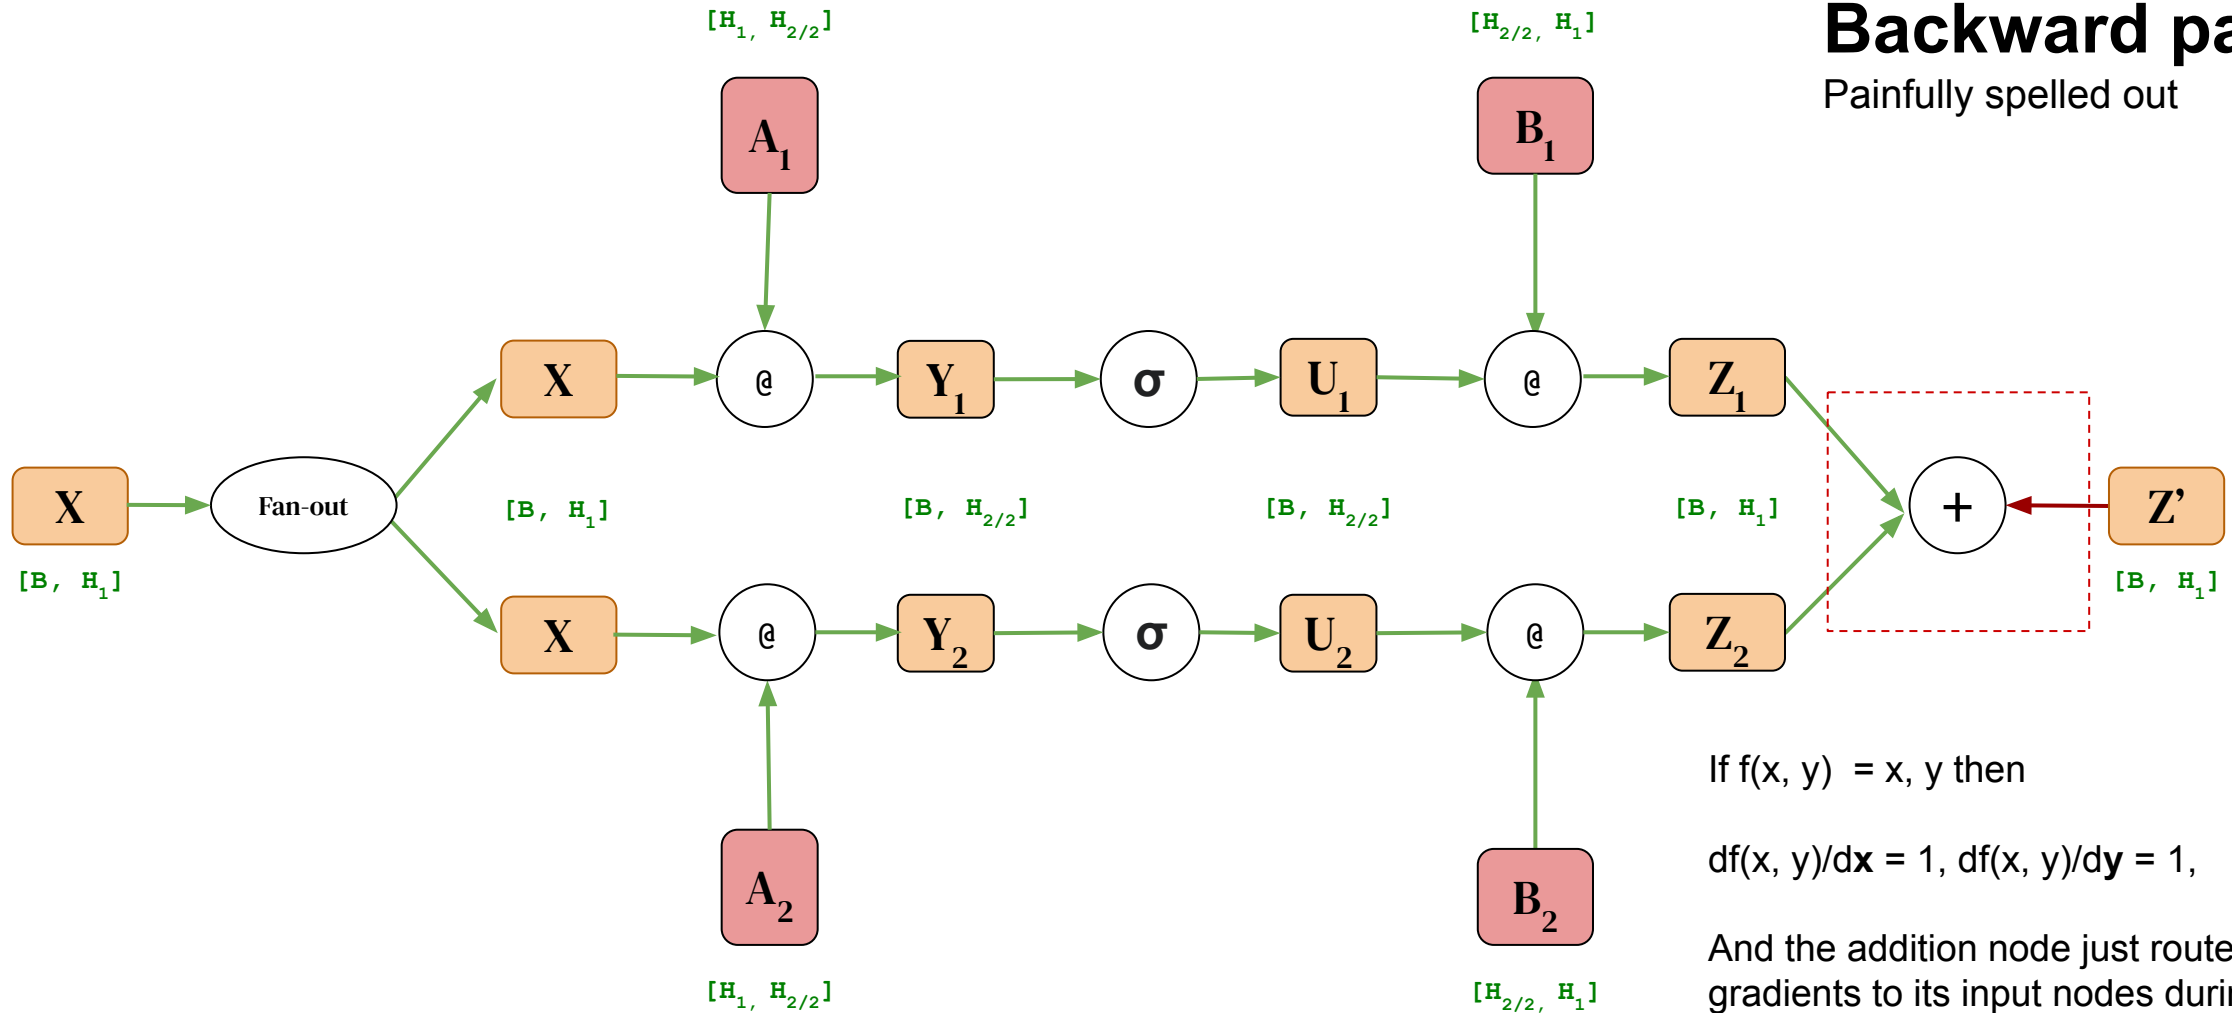 [H1, H2/2]
[H2/2, H1]
Backward pa
Painfully spelled out
A1
B1
X
@
Y1
σ
U1
@
Z1
X
Fan-out
[B, H1]
[B, H2/2]
[B, H2/2]
[B, H1]
+
Z’
[B, H1]
[B, H1]
X
@
Y2
σ
U2
@
Z2
If f(x, y) = x, y then
df(x, y)/dx = 1, df(x, y)/dy = 1,
A2
B2
And the addition node just route
gradients to its input nodes durin
[H1, H2/2]
[H2/2, H1]